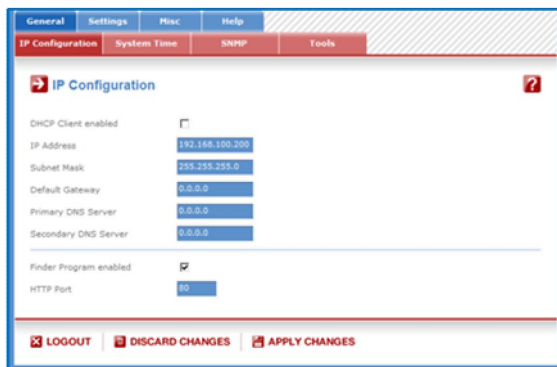 General Settings Misc Help
IP Configuration System Time SNMP Tools
IP Configuration ?
DHCP Client enabled
IP Address 192.168.100.200
Subnet Mask 255.255.255.0
Default Gateway 0.0.0.0
Primary DNS Server 0.0.0.0
Secondary DNS Server 0.0.0.0
Finder Program enabled
HTTP Port 80
LOGOUT DISCARD CHANGES APPLY CHANGES